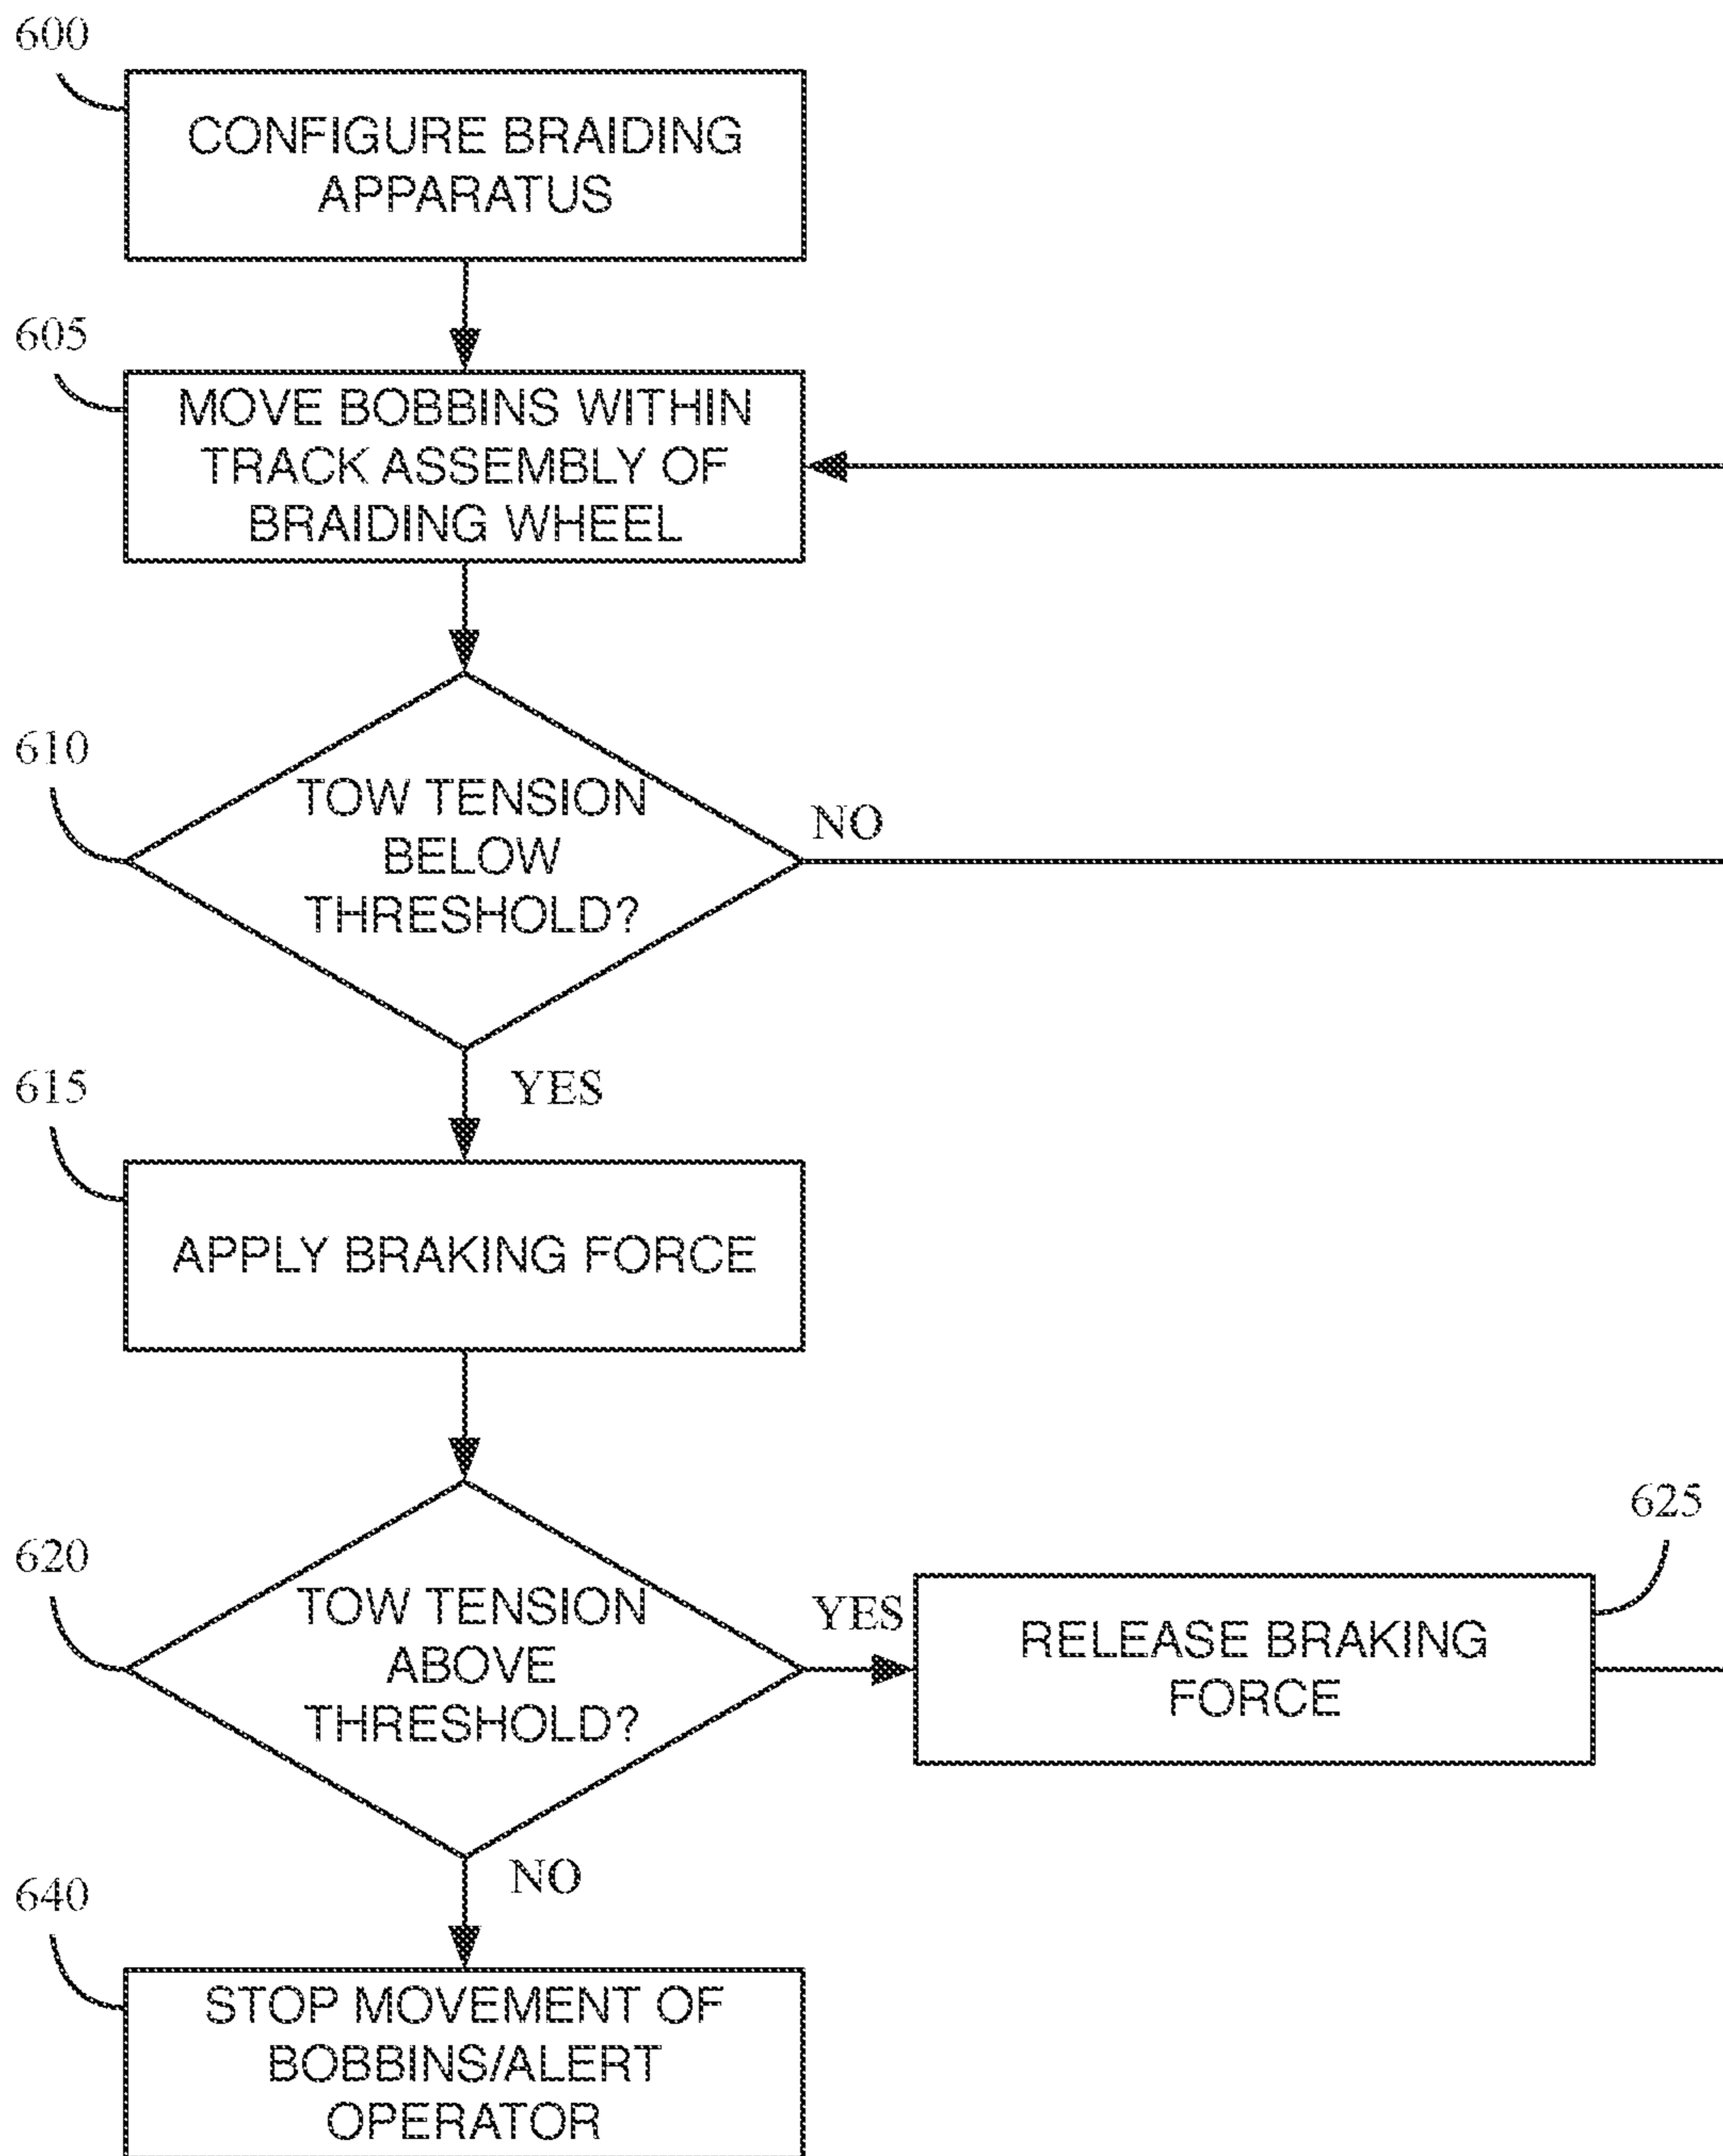 600
CONFIGURE BRAIDING
APPARATUS
605
MOVE BOBBINS WITHIN
TRACK ASSEMBLY OF
BRAIDING WHEEL
610
TOW TENSION
BELOW
THRESHOLD?
NO
YES
615
APPLY BRAKING FORCE
620
TOW TENSION
ABOVE
THRESHOLD?
YES
625
RELEASE BRAKING
FORCE
NO
640
STOP MOVEMENT OF
BOBBINS/ALERT
OPERATOR